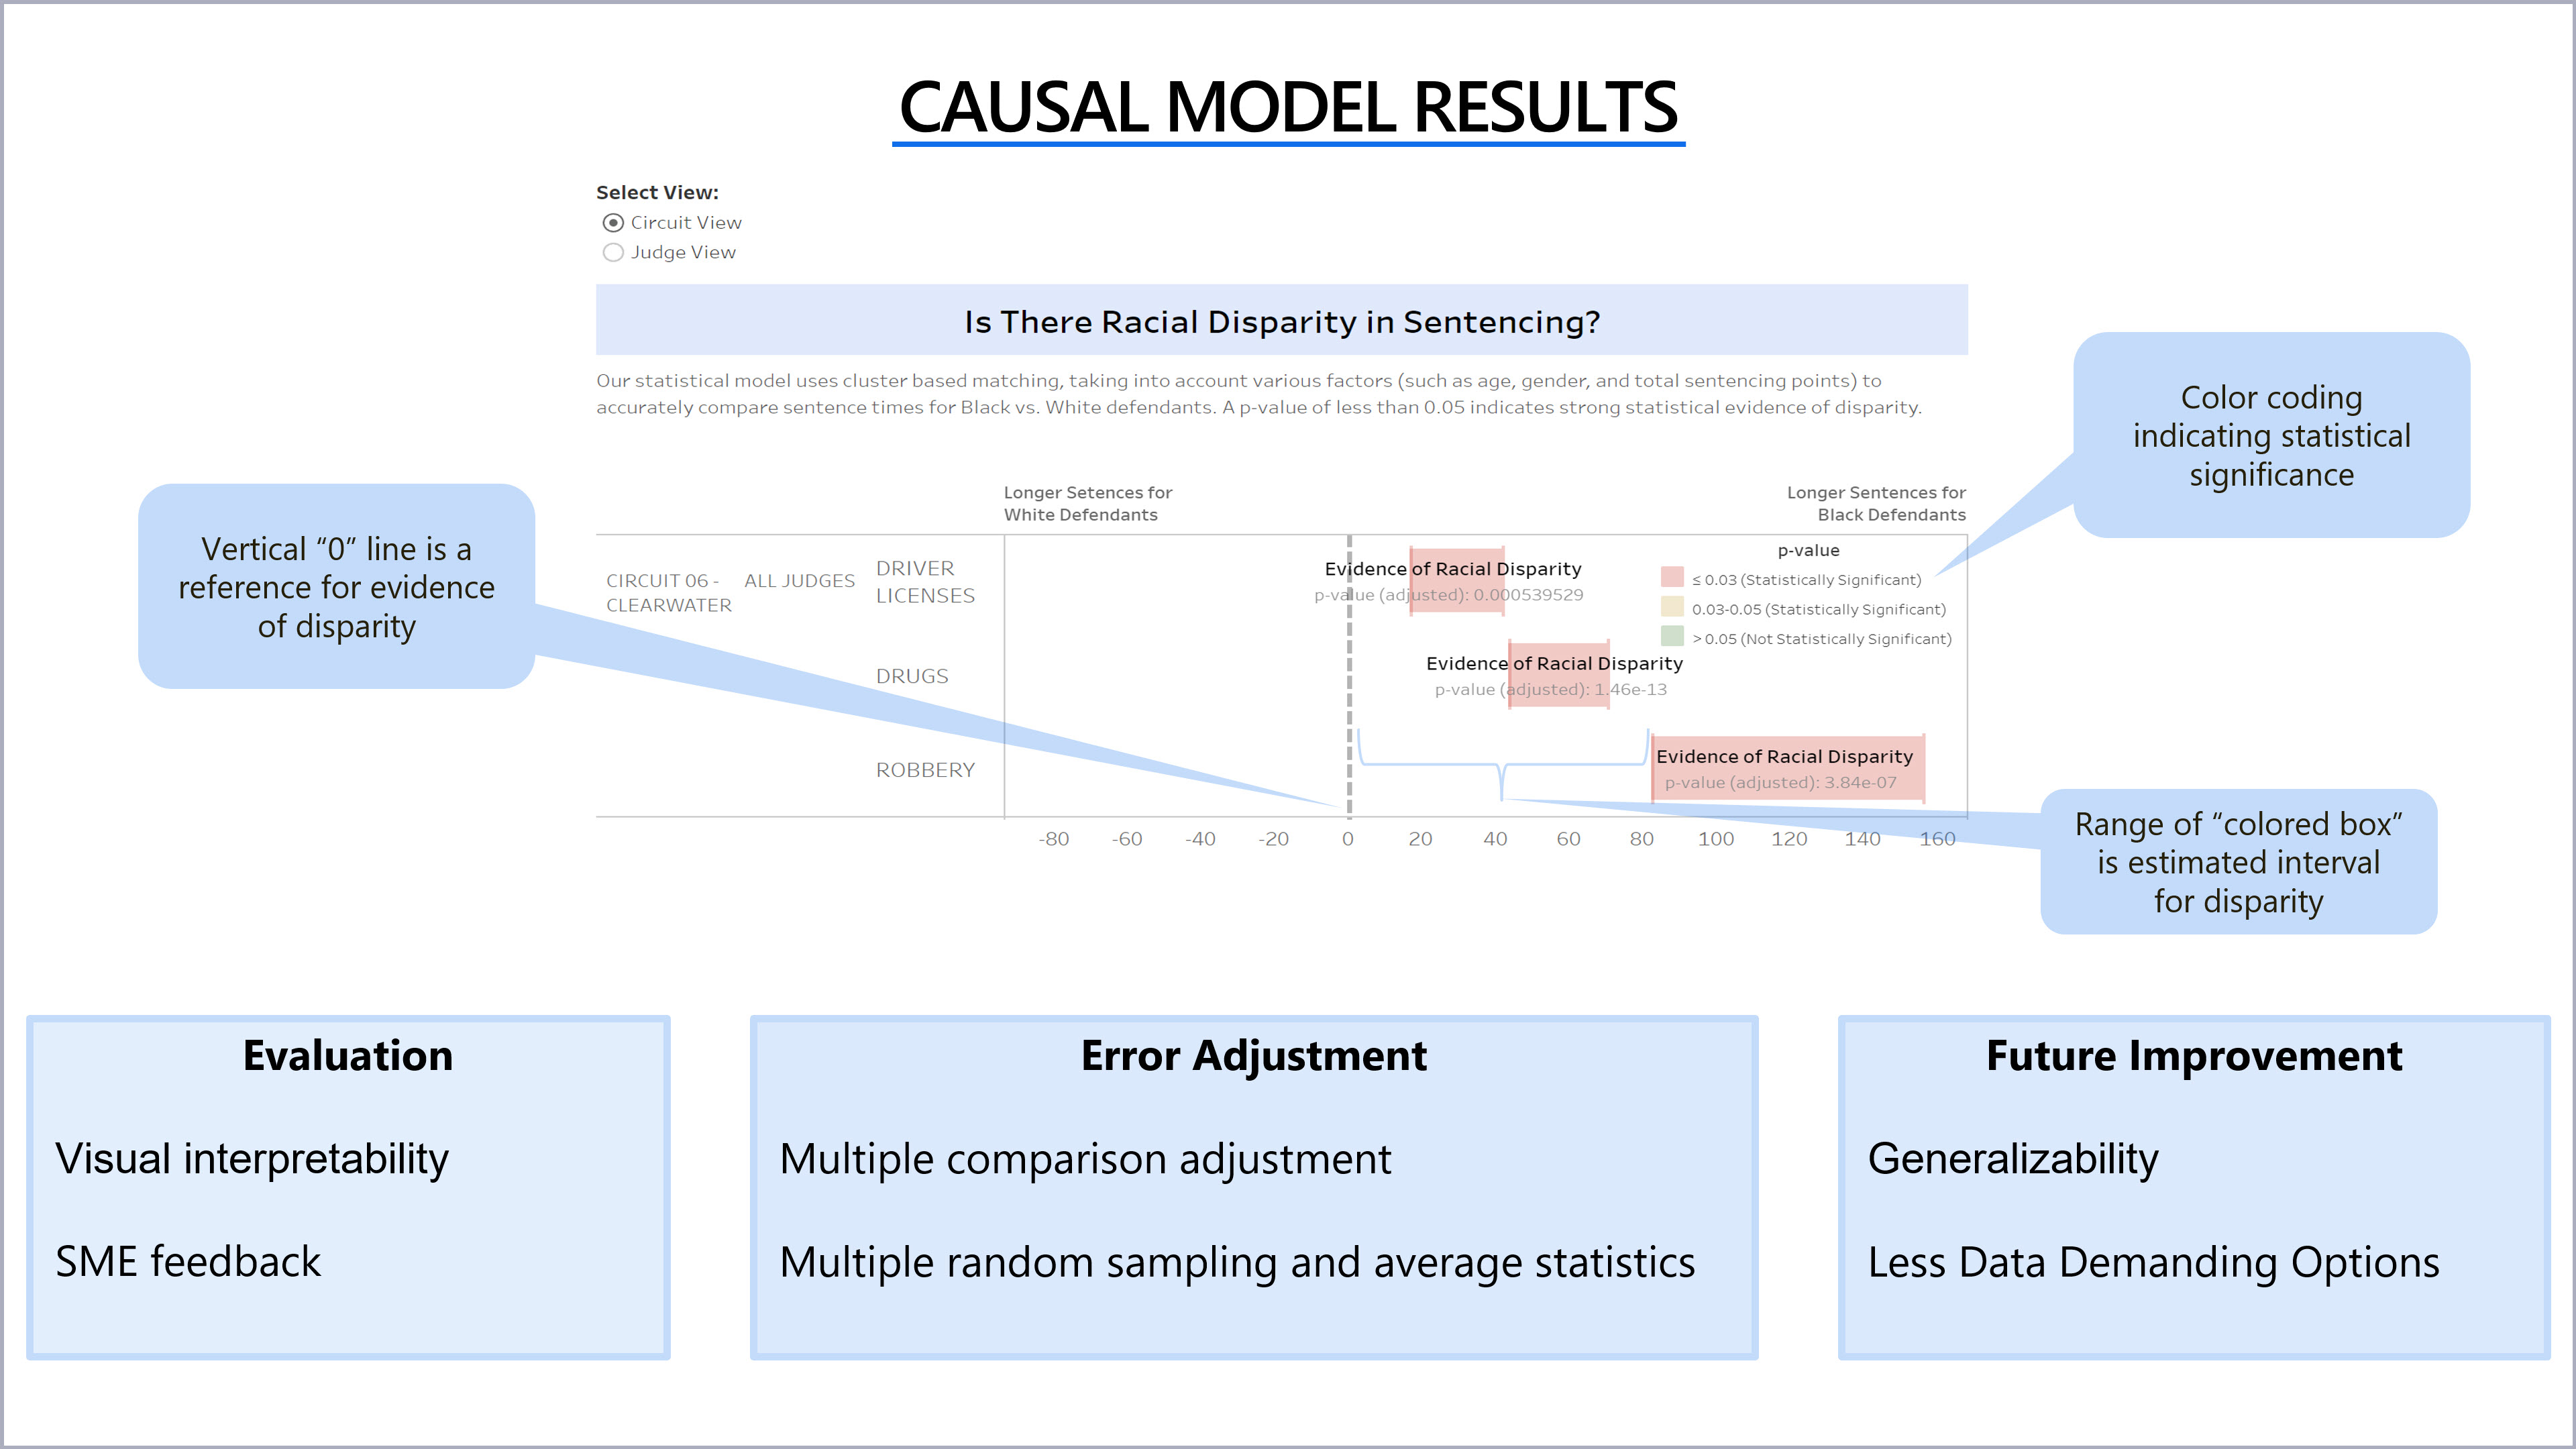 CAUSAL MODEL RESULTS
Select View:
Circuit View
Judge View
Is There Racial Disparity in Sentencing?
Our statistical model uses cluster based matching, taking into account various factors (such as age, gender, and total sentencing points) to
accurately compare sentence times for Black vs. White defendants. A p-value of less than 0.05 indicates strong statistical evidence of disparity.
Color coding
indicating statistical
significance
Vertical “0” line is a
reference for evidence
of disparity
Longer Setences for
White Defendants
Longer Sentences for
Black Defendants
CIRCUIT 06 -
CLEARWATER
ALL JUDGES
DRIVER
LICENSES
Evidence of Racial Disparity
p-value (adjusted): 0.000539529
p-value
≤ 0.03 (Statistically Significant)
0.03-0.05 (Statistically Significant)
> 0.05 (Not Statistically Significant)
DRUGS
Evidence of Racial Disparity
p-value (adjusted): 1.46e-13
ROBBERY
Evidence of Racial Disparity
p-value (adjusted): 3.84e-07
-80 -60 -40 -20 0 20 40 60 80 100 120 140 160
Range of “colored box”
is estimated interval
for disparity
Evaluation
Visual interpretability
SME feedback
Error Adjustment
Multiple comparison adjustment
Multiple random sampling and average statistics
Future Improvement
Generalizability
Less Data Demanding Options